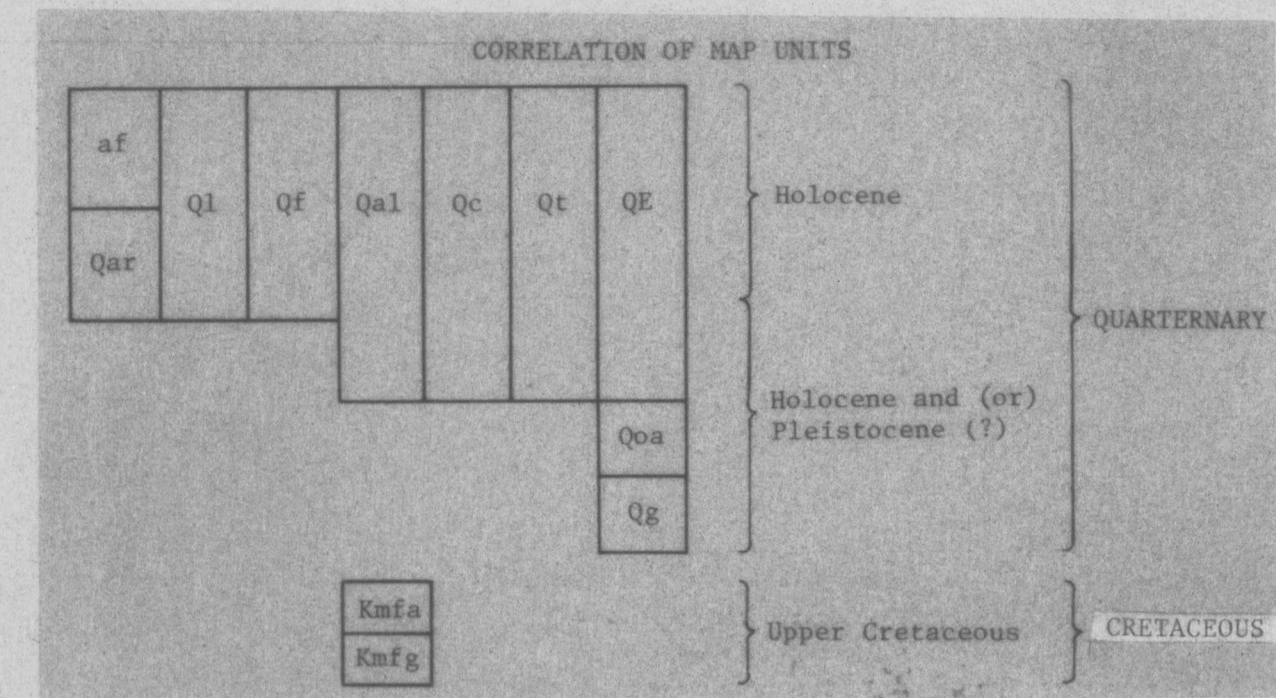 CORRELATION OF MAP UNITS
af
Ql Qf Qal Qc Qt QE Holocene
Qar
QUARTERNARY
Holocene and (or)
Pleistocene (?)
Qoa
Qg
Kmfa
Upper Cretaceous CRETACEOUS
Kmfg